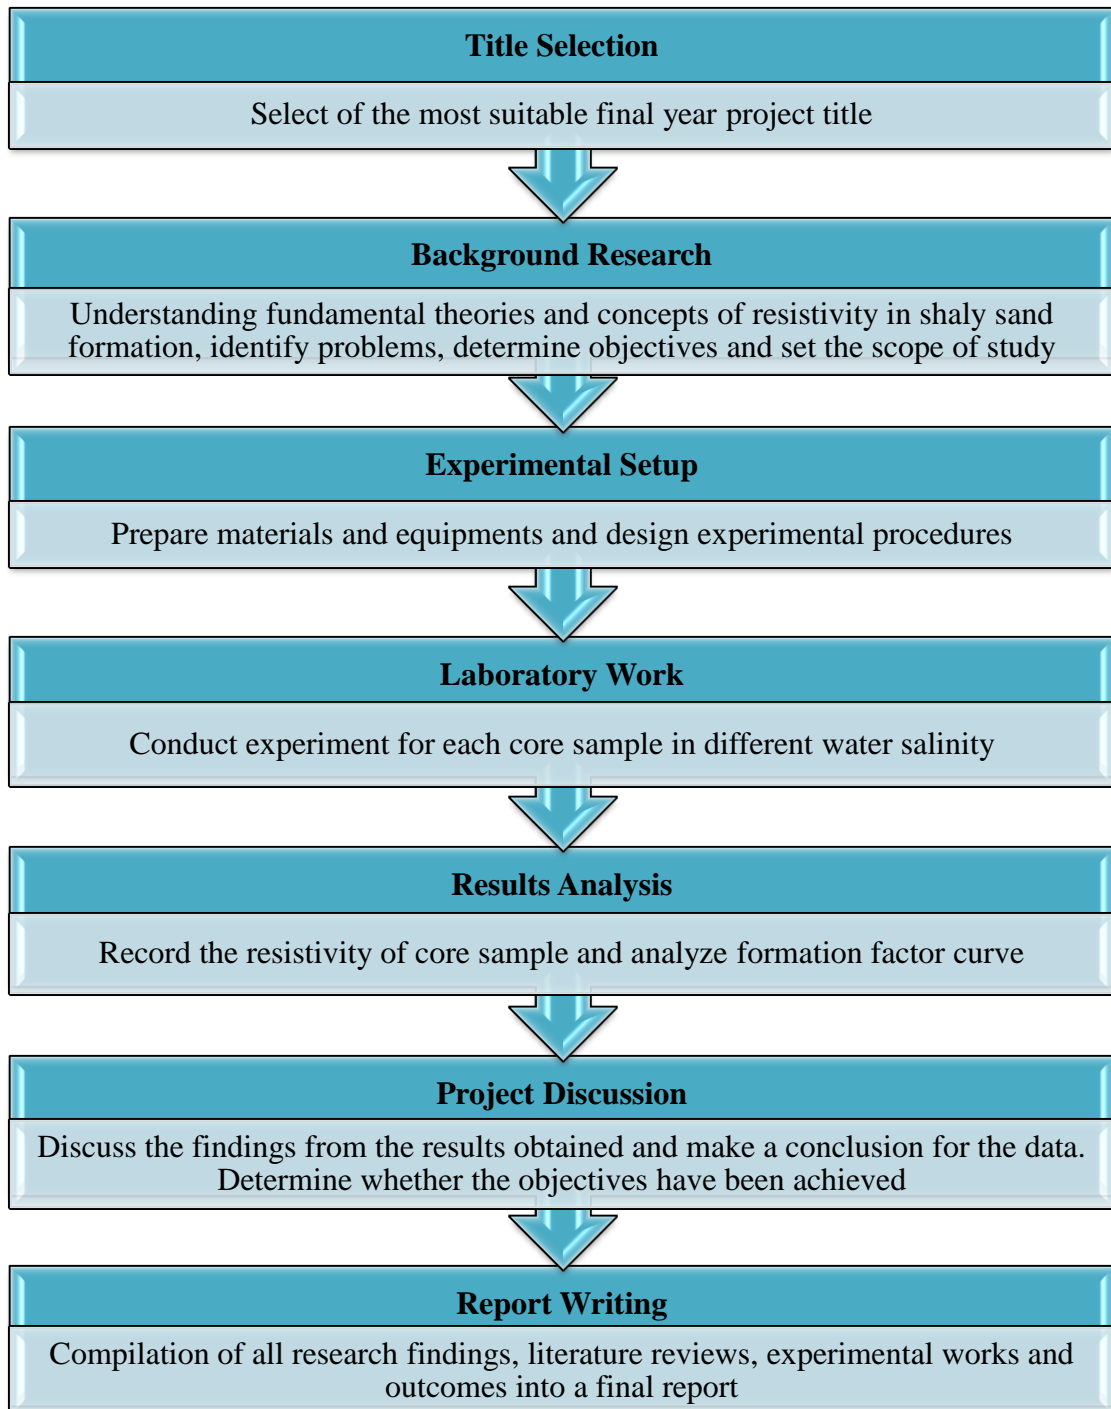 Title Selection
Select of the most suitable final year project title
Background Research
Understanding fundamental theories and concepts of resistivity in shaly sand
formation, identify problems, determine objectives and set the scope of study
Experimental Setup
Prepare materials and equipments and design experimental procedures
Laboratory Work
Conduct experiment for each core sample in different water salinity
Results Analysis
Record the resistivity of core sample and analyze formation factor curve
Project Discussion
Discuss the findings from the results obtained and make a conclusion for the data.
Determine whether the objectives have been achieved
Report Writing
Compilation of all research findings, literature reviews, experimental works and
outcomes into a final report